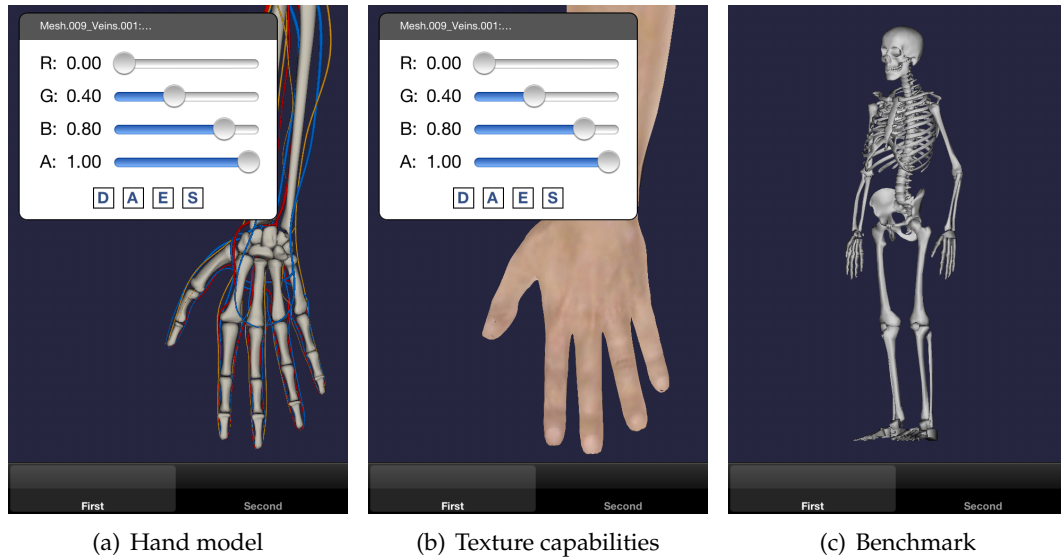 Mesh.009_Veins.001:...
R: 0.00
G: 0.40
B: 0.80
A: 1.00
D A E S
First Second
(a) Hand model
Mesh.009_Veins.001:...
R: 0.00
G: 0.40
B: 0.80
A: 1.00
D A E S
First Second
(b) Texture capabilities
First Second
(c) Benchmark